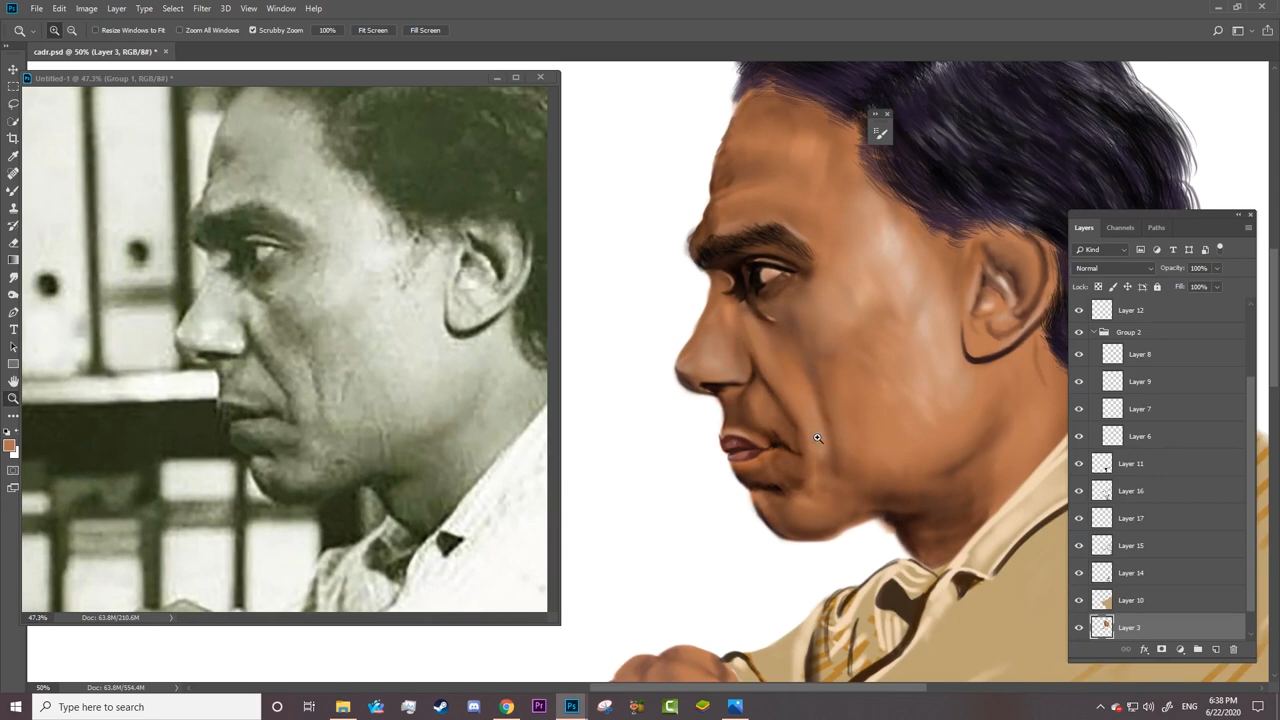 Ps File Edit Image Layer Type Select Filter 3D View Window Help
Resize Windows to Fit Zoom All Windows Scrubby Zoom 100% Fit Screen Fill Screen
cadr.psd @ 50% (Layer 3, RGB/8#) * ×
Ps Untitled-1 @ 47.3% (Group 1, RGB/8#) *
47.3% Doc: 63.8M/210.6M
Layers Channels Paths
Kind
Normal Opacity: 100%
Lock: Fill: 100%
Layer 12
Group 2
Layer 8
Layer 9
Layer 7
Layer 6
Layer 11
Layer 16
Layer 17
Layer 15
Layer 14
Layer 10
Layer 3
fx
50% Doc: 63.8M/554.4M
Type here to search
Pr Ps
ENG
6:38 PM
6/22/2020